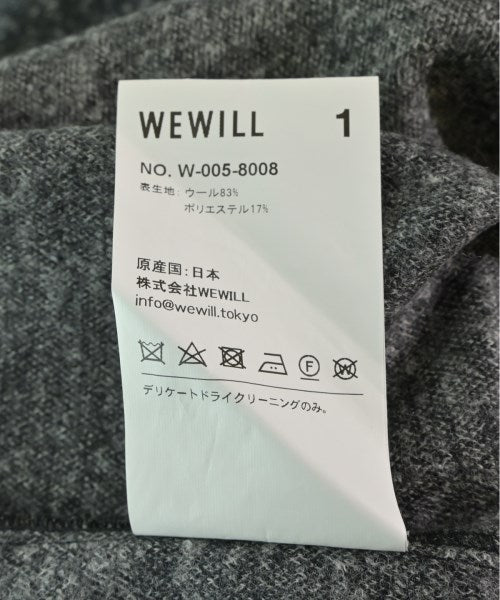 WEWILL 1
NO. W-005-8008
表生地: ウール83%
ポリエステル17%
原産国:日本
株式会社WEWILL
info@wewill.tokyo
F W
デリケートドライクリーニングのみ。